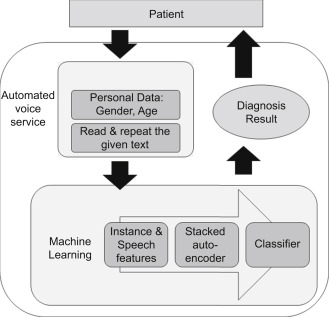 Patient
Automated
voice
service
Personal Data:
Gender, Age
Read & repeat the
given text
Diagnosis
Result
Machine
Learning
Instance &
Speech
features
Stacked
auto-
encoder
Classifier